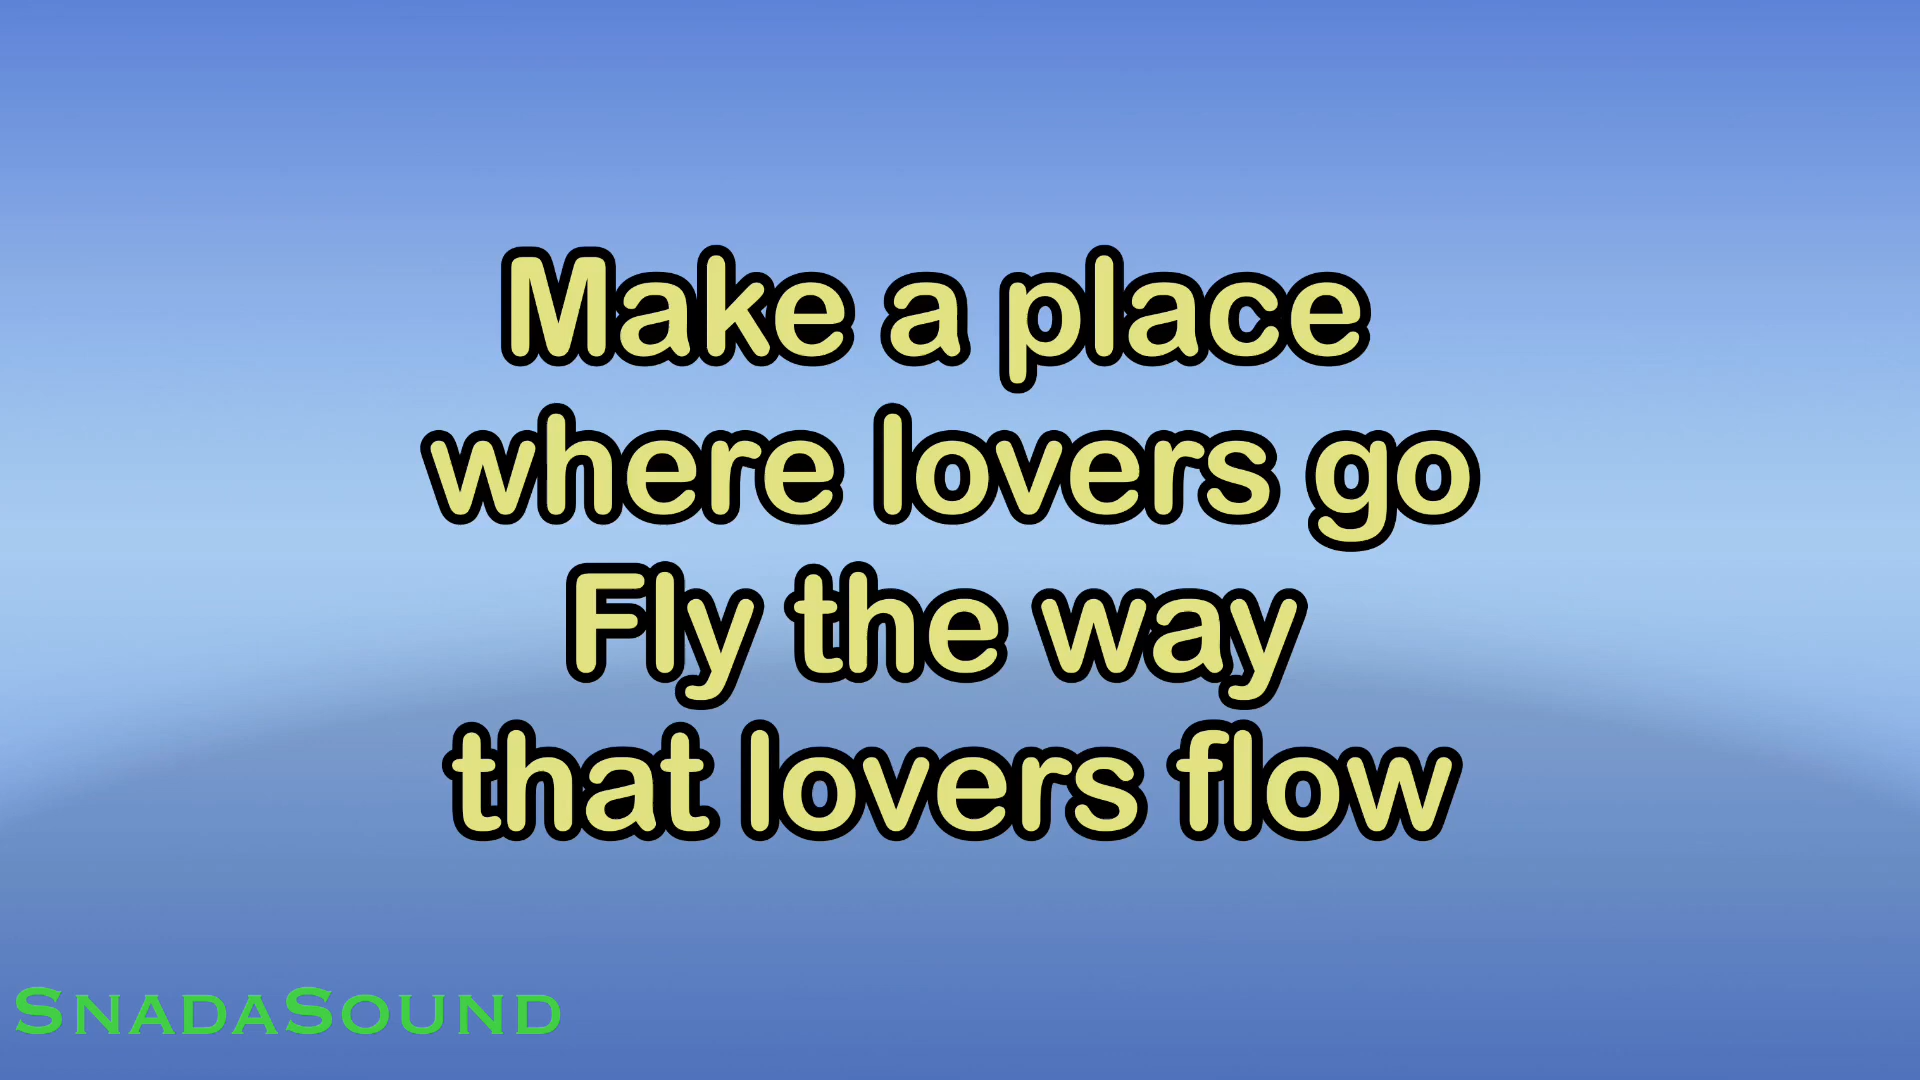 Make a place
where lovers go
Fly the way
that lovers flow
SnadaSound